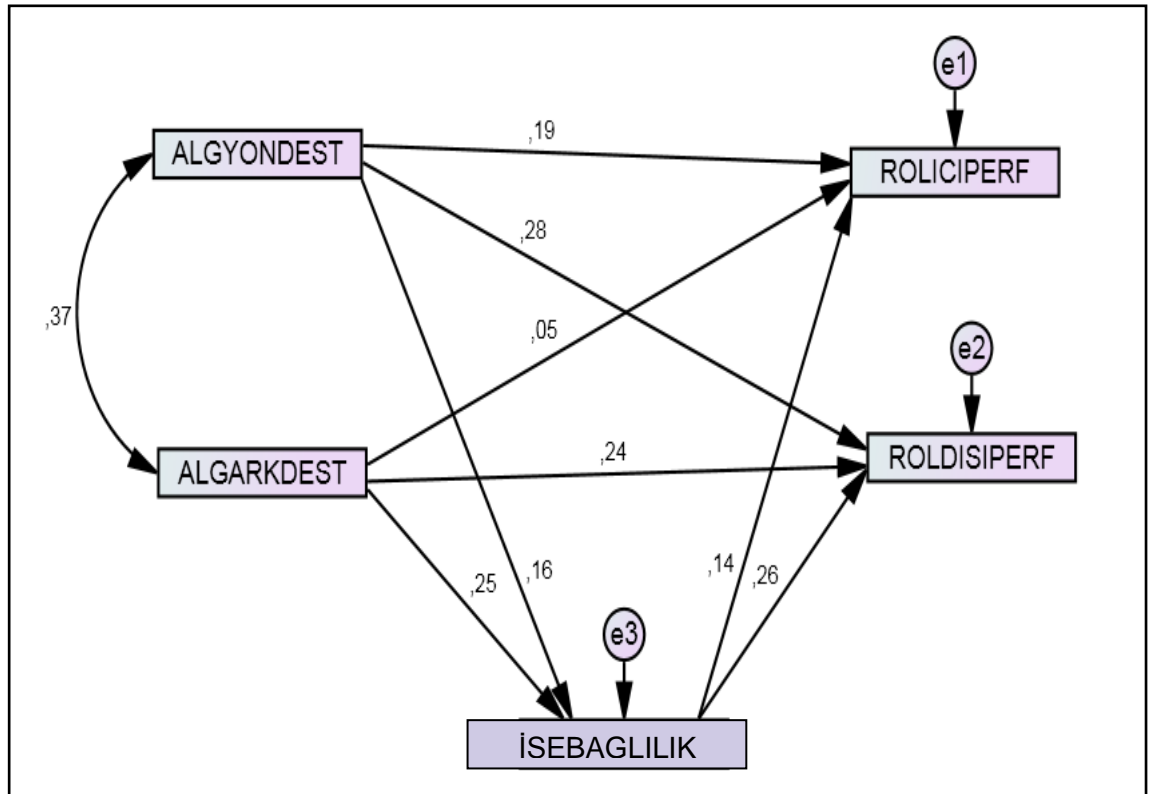 e1
,19
ALGYONDEST
ROLICIPERF
,28
,37
,05
e2
,24
ROLDISIPERF
ALGARKDEST
,25
,16
,14
,26
e3
İSEBAGLILIK